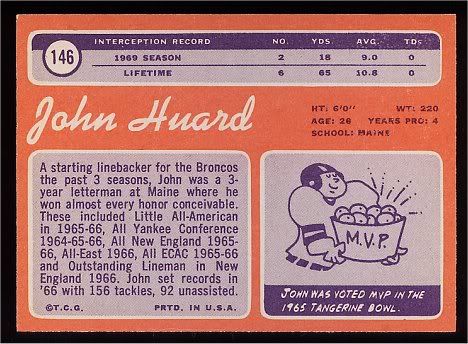 146
INTERCEPTION RECORD NO. YDS. AVG. TDS
1969 SEASON 2 18 9.0 0
LIFETIME 6 65 10.8 0
John Huard
HT: 6'0" WT: 220
AGE: 26 YEARS PRO: 4
SCHOOL: MAINE
A starting linebacker for the Broncos
the past 3 seasons, John was a 3-
year letterman at Maine where he
won almost every honor conceivable.
These included Little All-American
in 1965-66, All Yankee Conference
1964-65-66, All New England 1965-
66, All-East 1966, All ECAC 1965-66
and Outstanding Lineman in New
England 1966. John set records in
'66 with 156 tackles, 92 unassisted.
©T.C.G. PRTD. IN U.S.A.
M.V.P.
JOHN WAS VOTED MVP IN THE
1965 TANGERINE BOWL.